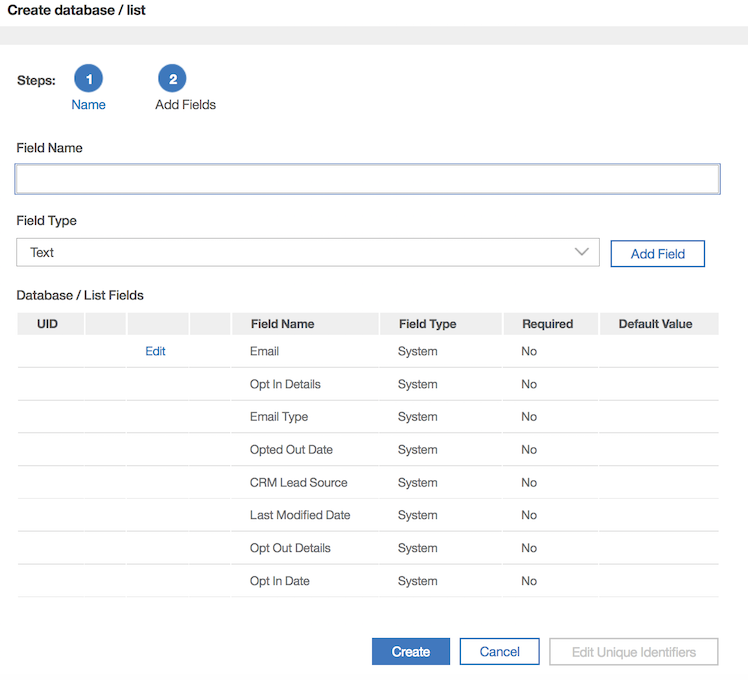 Create database / list
Steps: 1 2
Name Add Fields
Field Name
Field Type
Text Add Field
Database / List Fields
UID Field Name Field Type Required Default Value
Edit Email System No
Opt In Details System No
Email Type System No
Opted Out Date System No
CRM Lead Source System No
Last Modified Date System No
Opt Out Details System No
Opt In Date System No
Create Cancel Edit Unique Identifiers